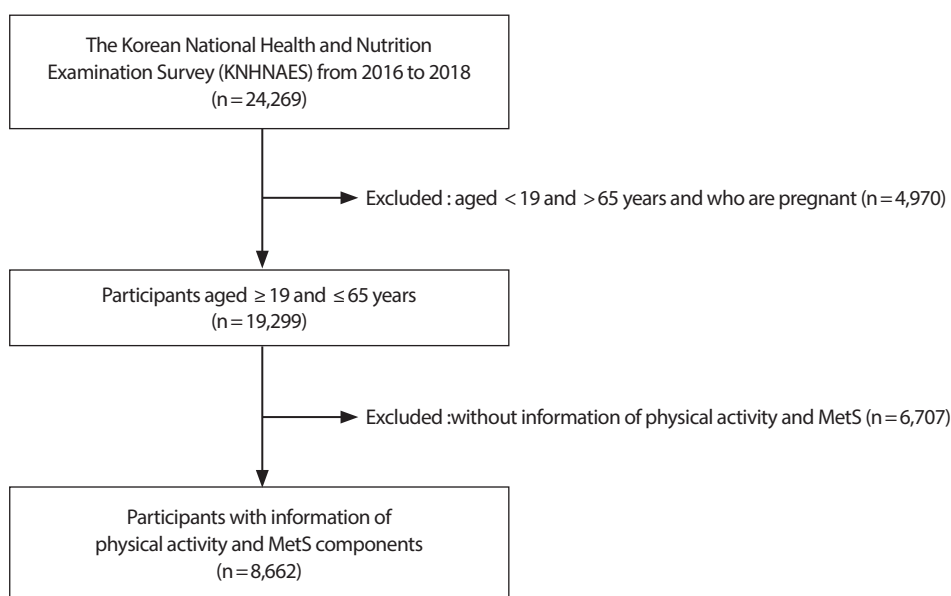 The Korean National Health and Nutrition
Examination Survey (KNHNAES) from 2016 to 2018
(n=24,269)
Excluded : aged <19 and >65 years and who are pregnant (n=4,970)
Participants aged ≥19 and ≤65 years
(n=19,299)
Excluded :without information of physical activity and MetS (n=6,707)
Participants with information of
physical activity and MetS components
(n=8,662)